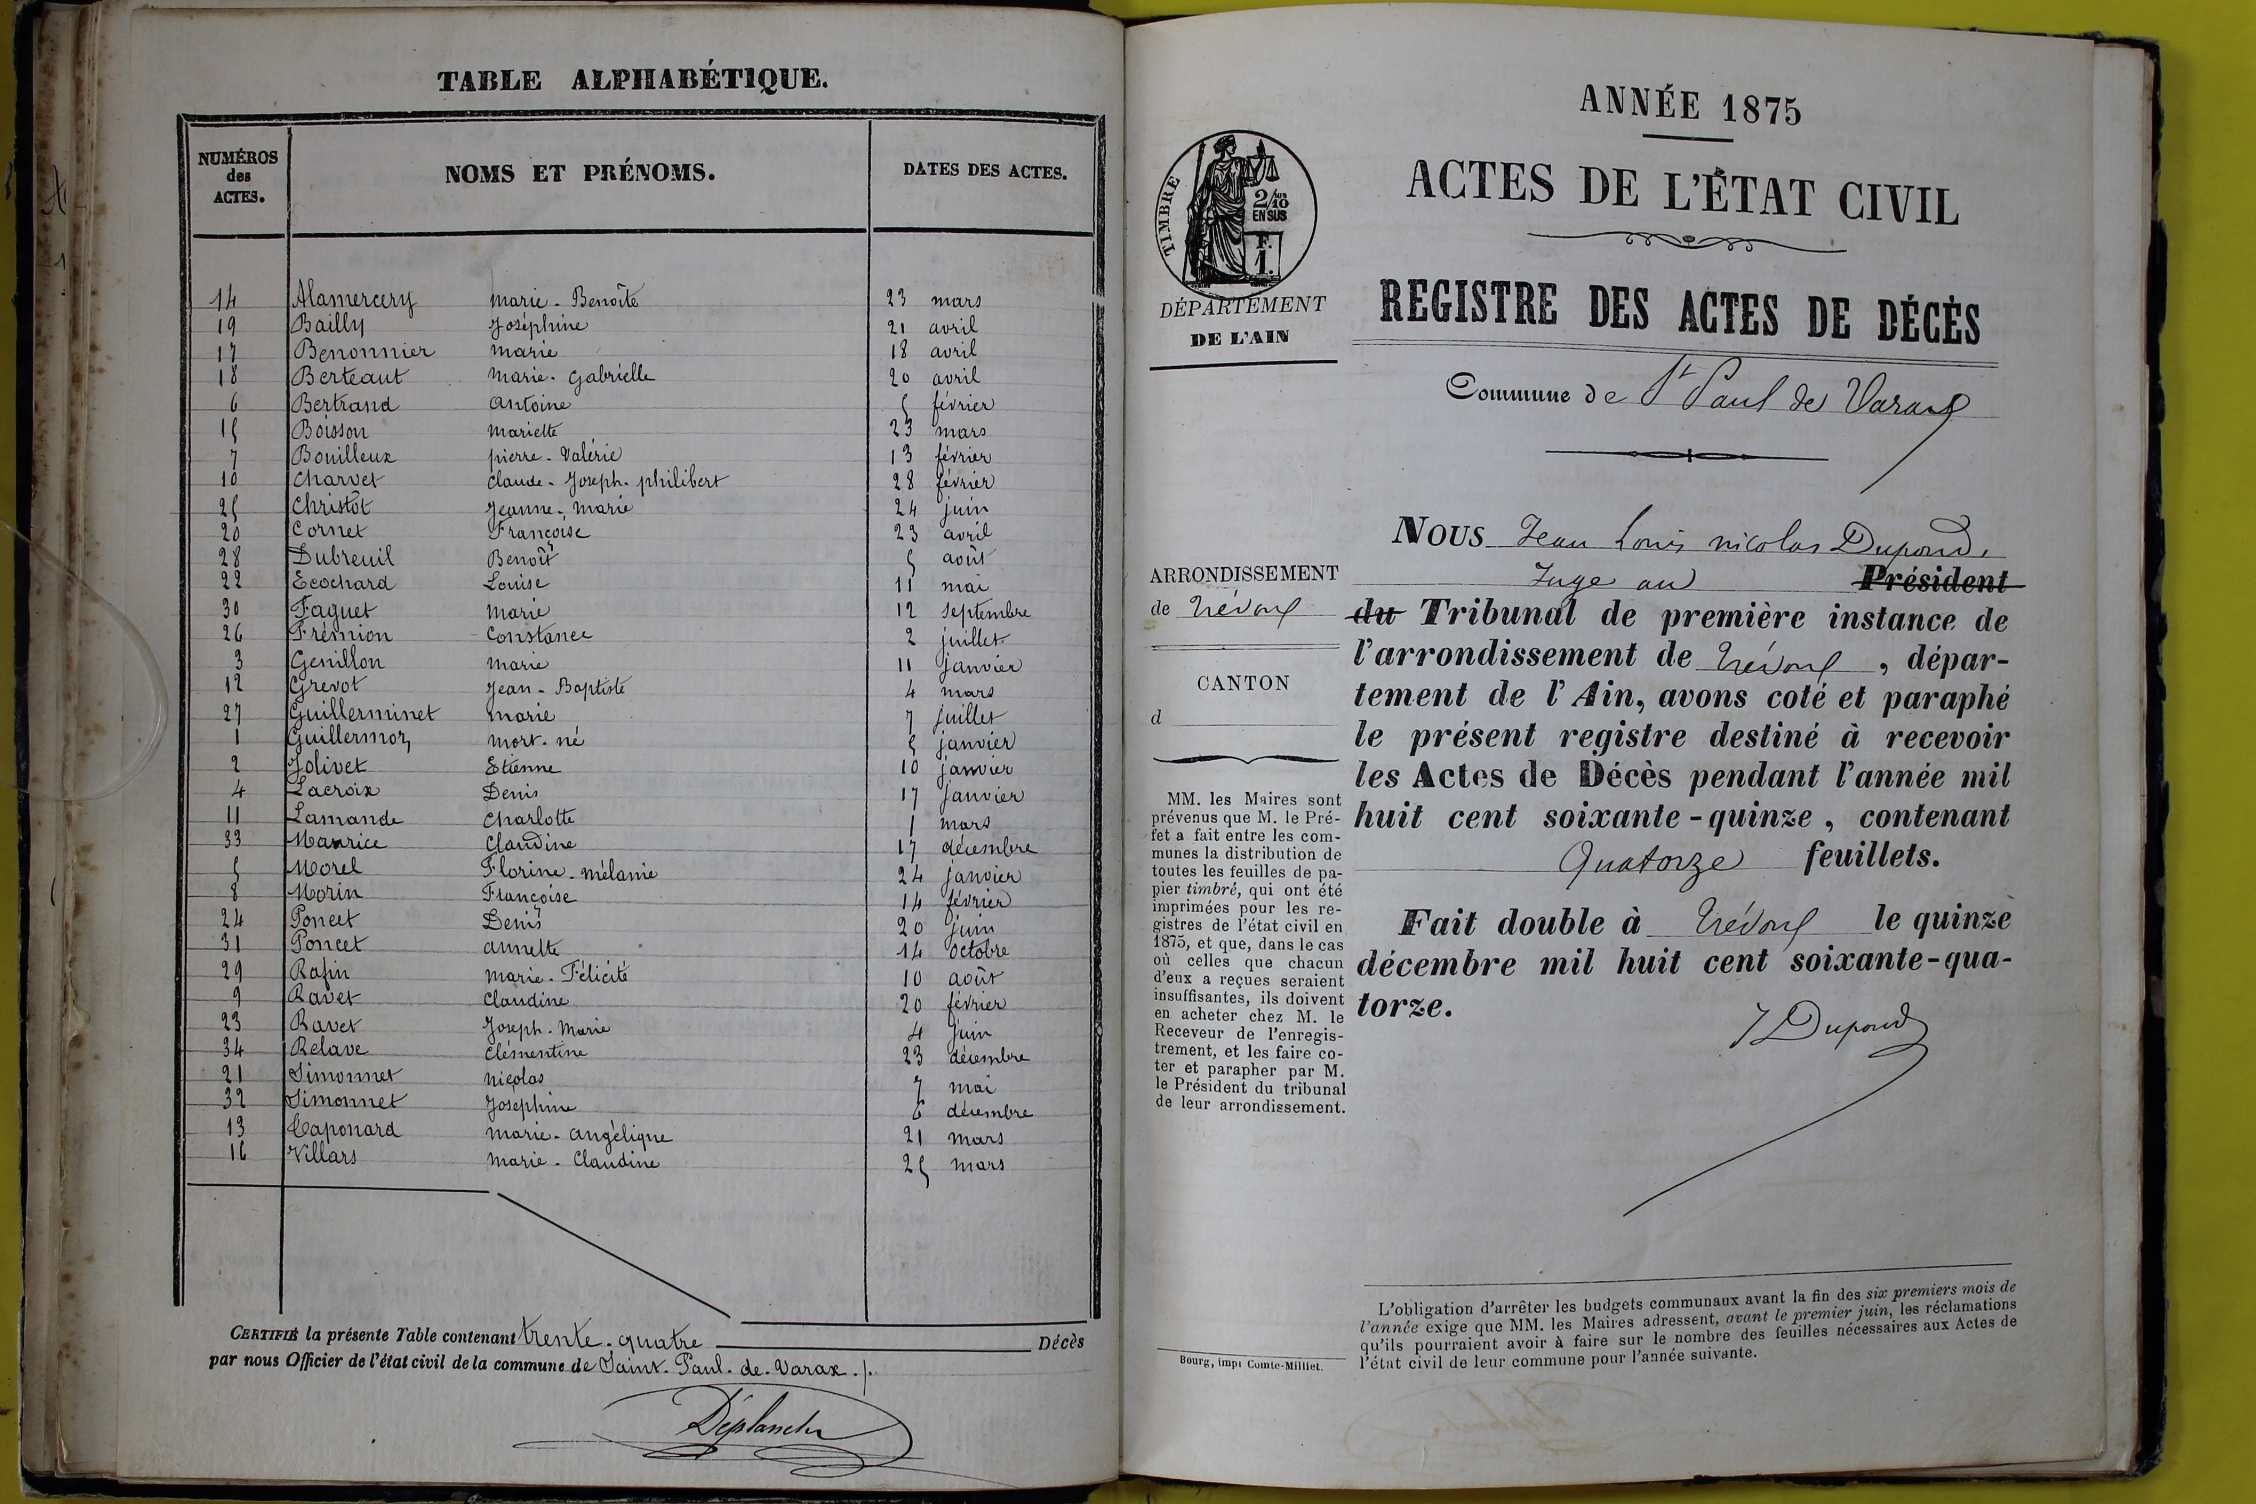 TABLE ALPHABÉTIQUE.
NUMÉROS des ACTES. NOMS ET PRÉNOMS. DATES DES ACTES.
14 Alamercery marie - Benoîte 23 mars
19 Bailly Joséphine 21 avril
17 Benonnier marie 18 avril
18 Berteaut marie - gabrielle 20 avril
6 Bertrand antoine 5 février
15 Boisson mariette 23 mars
7 Bouilleux pierre - Valérie 13 février
10 Charvet claude - Joseph - philibert 28 février
25 Christôt Jeanne - marie 24 juin
20 Cornet Françoise 23 avril
28 Dubreuil Benoît 5 août
22 Ecochard Louise 11 mai
30 Faguet marie 12 septembre
26 Frémion Constance 2 juillet
3 Genillon marie 11 janvier
12 Grevot Jean - Baptiste 4 mars
27 Guillerminet marie 7 juillet
1 Guillermoz mort-né 5 janvier
2 Jolivet Etienne 10 janvier
4 Lacroix Denis 17 janvier
11 Lamande Charlotte 1 mars
33 Maurice Claudine 17 décembre
5 Morel Florine - mélanie 24 janvier
8 Morin Françoise 14 février
24 Poncet Denis 20 juin
31 Poncet annette 14 octobre
29 Rafin marie - Félicité 10 août
9 Ravet Claudine 20 février
23 Ravet Joseph - Marie 4 juin
34 Relave Clémentine 23 décembre
21 Simonnet nicolas 7 mai
32 Simonnet Josephine 6 décembre
13 Taponard marie - angélique 21 mars
16 Villars marie - Claudine 25 mars
CERTIFIÉ la présente Table contenant trente-quatre Décès
par nous Officier de l'état civil de la commune de Saint-Paul-de-Varax ./.
Déplanche
ANNÉE 1875
ACTES DE L'ÉTAT CIVIL
REGISTRE DES ACTES DE DÉCÈS
Commune de St Paul de Varax
TIMBRE
2/10 EN SUS
F. 1.
DÉPARTEMENT
DE L'AIN
ARRONDISSEMENT
de Trévoux
CANTON
d
MM. les Maires sont
prévenus que M. le Pré-
fet a fait entre les com-
munes la distribution de
toutes les feuilles de pa-
pier timbré, qui ont été
imprimées pour les re-
gistres de l'état civil en
1875, et que, dans le cas
où celles que chacun
d'eux a reçues seraient
insuffisantes, ils doivent
en acheter chez M. le
Receveur de l'enregis-
trement, et les faire co-
ter et parapher par M.
le Président du tribunal
de leur arrondissement.
Bourg, impr Comte-Milliet.
NOUS Jean Louis nicolas Dupond,
Juge au Président
du Tribunal de première instance de
l'arrondissement de Trévoux, dépar-
tement de l'Ain, avons coté et paraphé
le présent registre destiné à recevoir
les Actes de Décès pendant l'année mil
huit cent soixante-quinze, contenant
Quatorze feuillets.
Fait double à Trévoux le quinze
décembre mil huit cent soixante-qua-
torze.
J Dupond
L'obligation d'arrêter les budgets communaux avant la fin des six premiers mois de
l'année exige que MM. les Maires adressent, avant le premier juin, les réclamations
qu'ils pourraient avoir à faire sur le nombre des feuilles nécessaires aux Actes de
l'état civil de leur commune pour l'année suivante.